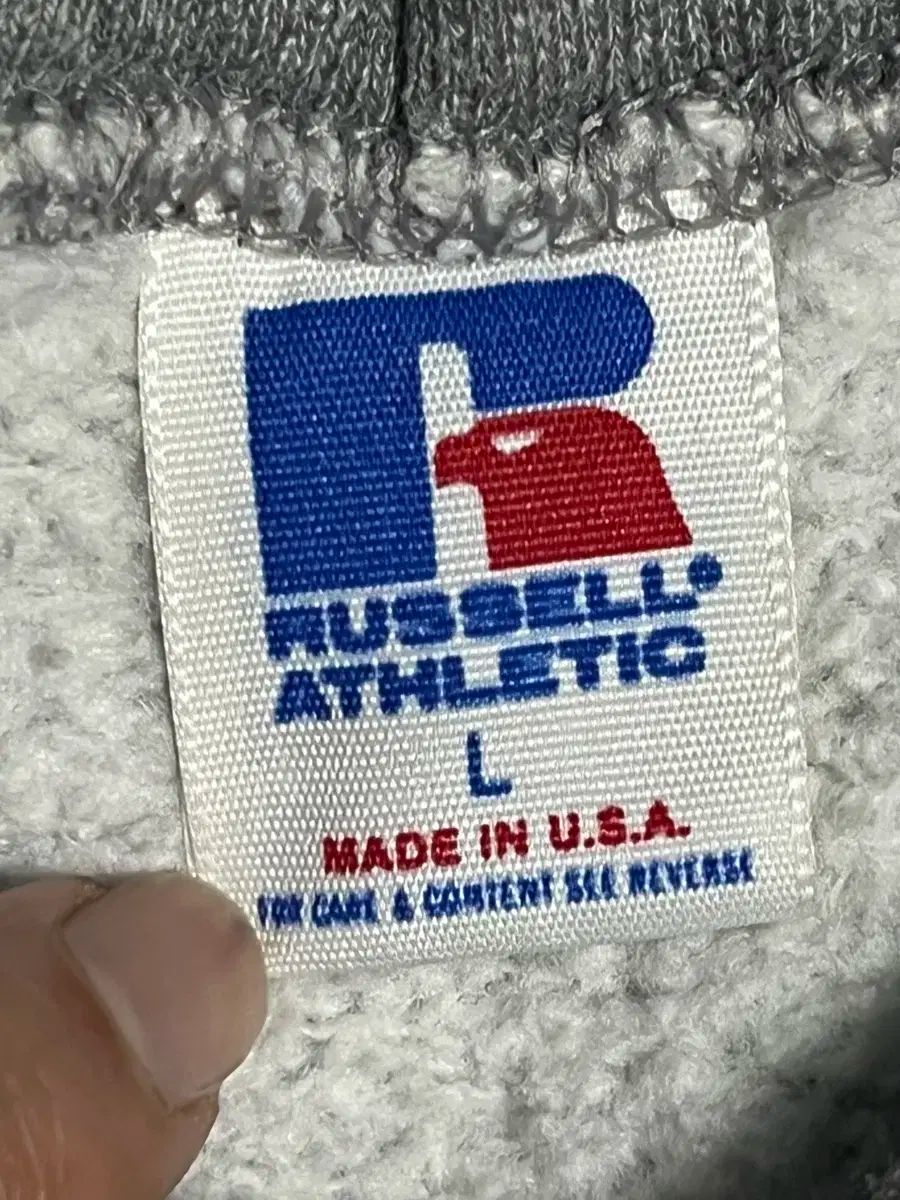 RUSSELL®
ATHLETIC
L
MADE IN U.S.A.
FOR CARE & CONTENT SEE REVERSE